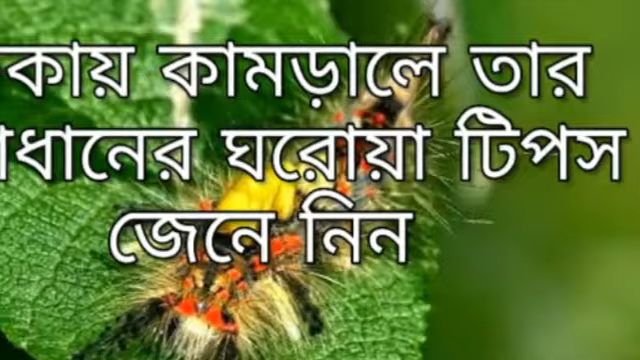 কায় কামড়ালে তার
ধানের ঘরোয়া টিপস
জেনে নিন